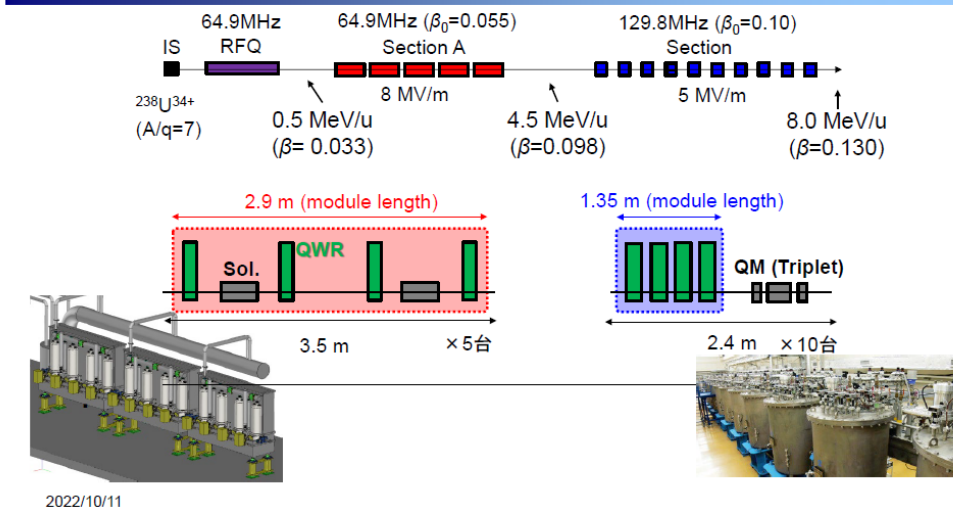 64.9MHz
64.9MHz (β₀=0.055)
129.8MHz (β₀=0.10)
IS
RFQ
Section A
Section
8 MV/m
5 MV/m
²³⁸U³⁴⁺
(A/q=7)
0.5 MeV/u
(β= 0.033)
4.5 MeV/u
(β=0.098)
8.0 MeV/u
(β=0.130)
2.9 m (module length)
1.35 m (module length)
QWR
Sol.
QM (Triplet)
3.5 m
×5台
2.4 m
×10台
2022/10/11